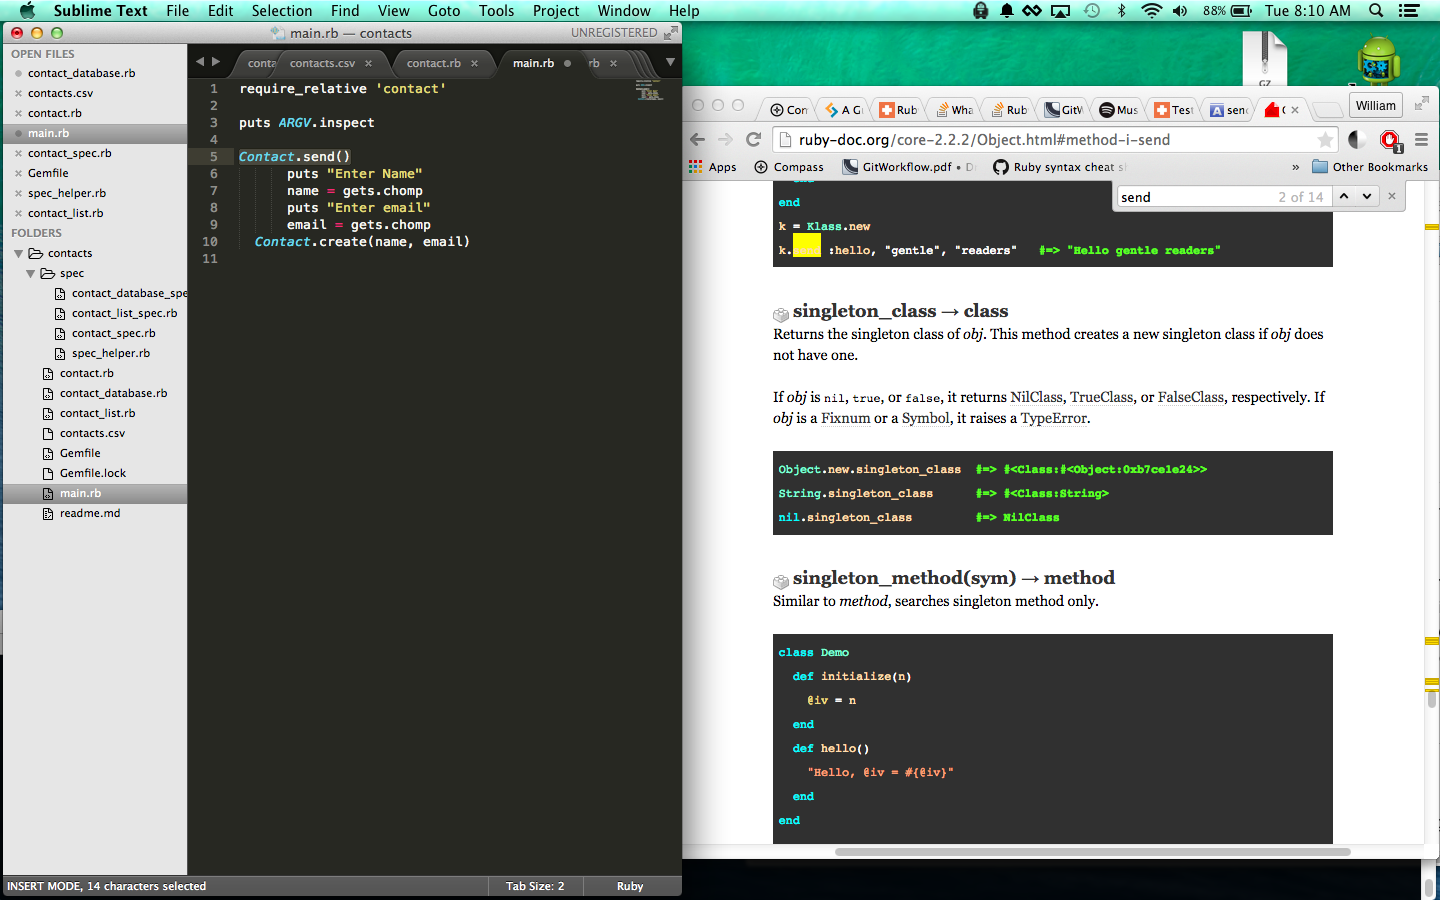 Sublime Text File Edit Selection Find View Goto Tools Project Window Help 88% Tue 8:10 AM
main.rb — contacts UNREGISTERED
OPEN FILES
contact_database.rb
contacts.csv
contact.rb
main.rb
contact_spec.rb
Gemfile
spec_helper.rb
contact_list.rb
FOLDERS
contacts
spec
contact_database_spe
contact_list_spec.rb
contact_spec.rb
spec_helper.rb
contact.rb
contact_database.rb
contact_list.rb
contacts.csv
Gemfile
Gemfile.lock
main.rb
readme.md
conta contacts.csv contact.rb main.rb rb
1 require_relative 'contact'
2
3 puts ARGV.inspect
4
5 Contact.send()
6 puts "Enter Name"
7 name = gets.chomp
8 puts "Enter email"
9 email = gets.chomp
10 Contact.create(name, email)
11
INSERT MODE, 14 characters selected Tab Size: 2 Ruby
GZ
Con A G Rub Wha Rub GitW Mus Test senc William
ruby-doc.org/core-2.2.2/Object.html#method-i-send
Apps Compass GitWorkflow.pdf • D Ruby syntax cheat s » Other Bookmarks
send 2 of 14
end
k = Klass.new
k. :hello, "gentle", "readers" #=> "Hello gentle readers"
singleton_class → class
Returns the singleton class of obj. This method creates a new singleton class if obj does
not have one.
If obj is nil, true, or false, it returns NilClass, TrueClass, or FalseClass, respectively. If
obj is a Fixnum or a Symbol, it raises a TypeError.
Object.new.singleton_class #=> #<Class:#<Object:0xb7ce1e24>>
String.singleton_class #=> #<Class:String>
nil.singleton_class #=> NilClass
singleton_method(sym) → method
Similar to method, searches singleton method only.
class Demo
def initialize(n)
@iv = n
end
def hello()
"Hello, @iv = #{@iv}"
end
end